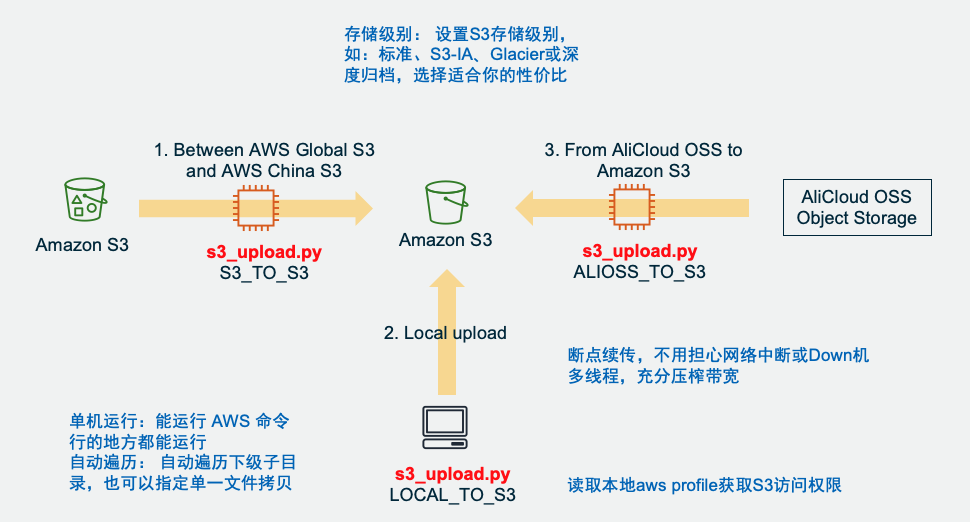 存储级别： 设置S3存储级别，
如：标准、S3-IA、Glacier或深
度归档，选择适合你的性价比
1. Between AWS Global S3
and AWS China S3
3. From AliCloud OSS to
Amazon S3
Amazon S3
s3_upload.py
S3_TO_S3
Amazon S3
s3_upload.py
ALIOSS_TO_S3
AliCloud OSS
Object Storage
2. Local upload
断点续传，不用担心网络中断或Down机
多线程，充分压榨带宽
单机运行：能运行 AWS 命令
行的地方都能运行
自动遍历： 自动遍历下级子目
录，也可以指定单一文件拷贝
s3_upload.py
LOCAL_TO_S3
读取本地aws profile获取S3访问权限